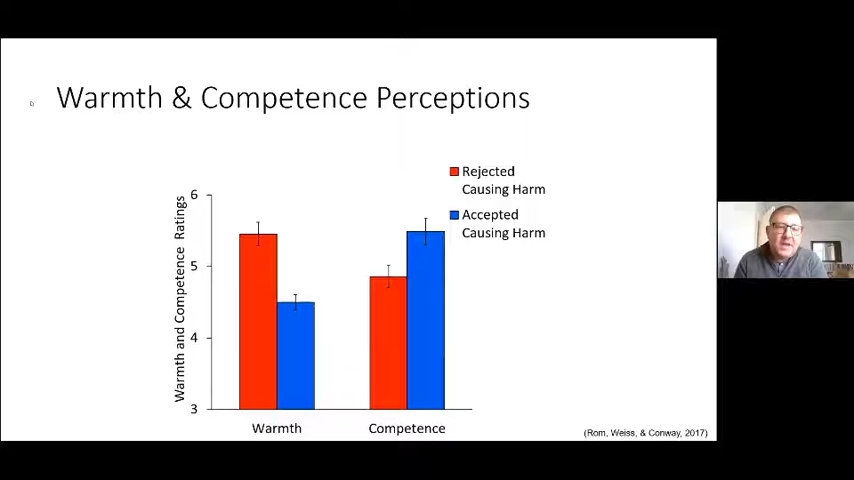 Warmth & Competence Perceptions
Rejected
Causing Harm
Accepted
Causing Harm
Warmth and Competence Ratings
6
5
4
3
Warmth
Competence
(Rom, Weiss, & Conway, 2017)